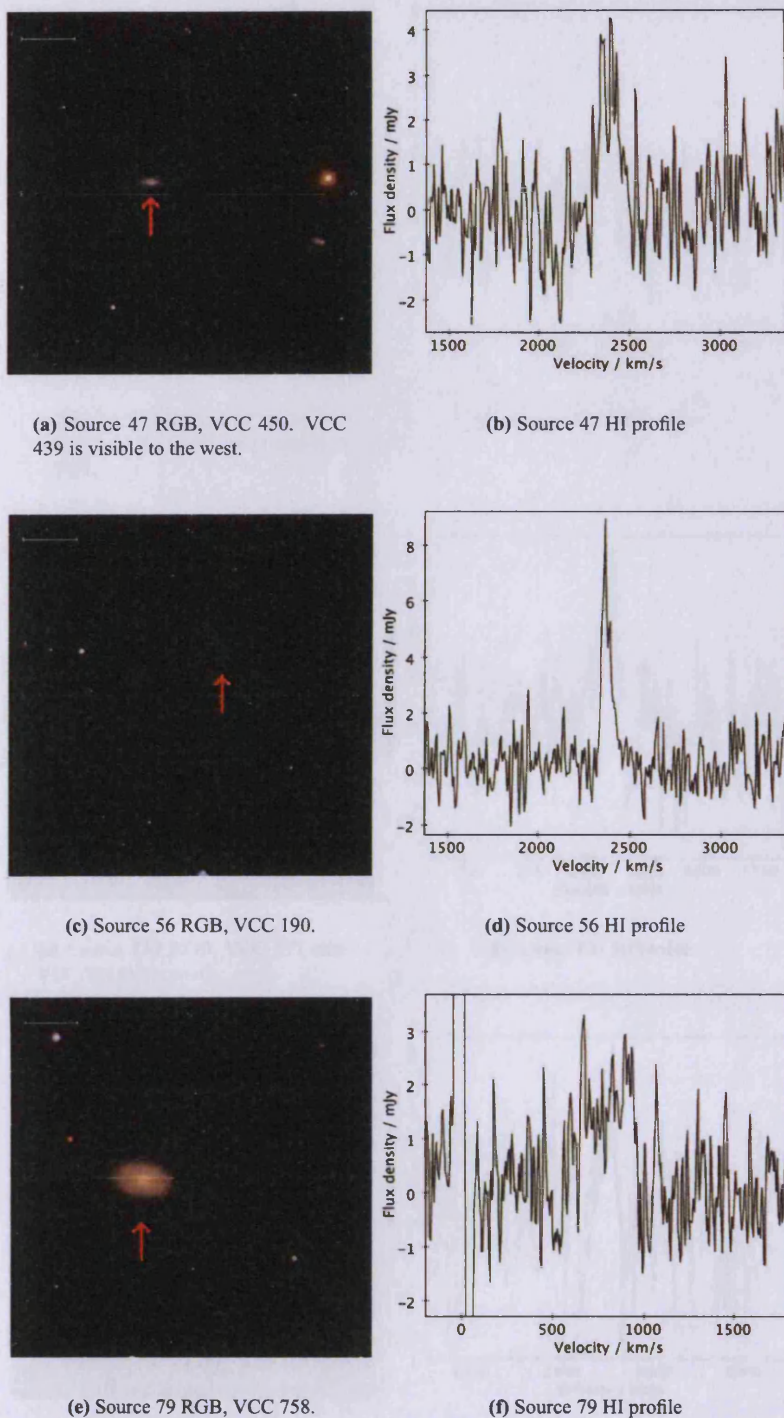 4
3
2
1
0
−1
−2
Flux density / mJy
1500 2000 2500 3000
Velocity / km/s
(a) Source 47 RGB, VCC 450. VCC
439 is visible to the west.
(b) Source 47 HI profile
8
6
4
2
0
−2
Flux density / mJy
1500 2000 2500 3000
Velocity / km/s
(c) Source 56 RGB, VCC 190.
(d) Source 56 HI profile
3
2
1
0
−1
−2
Flux density / mJy
0 500 1000 1500
Velocity / km/s
(e) Source 79 RGB, VCC 758.
(f) Source 79 HI profile